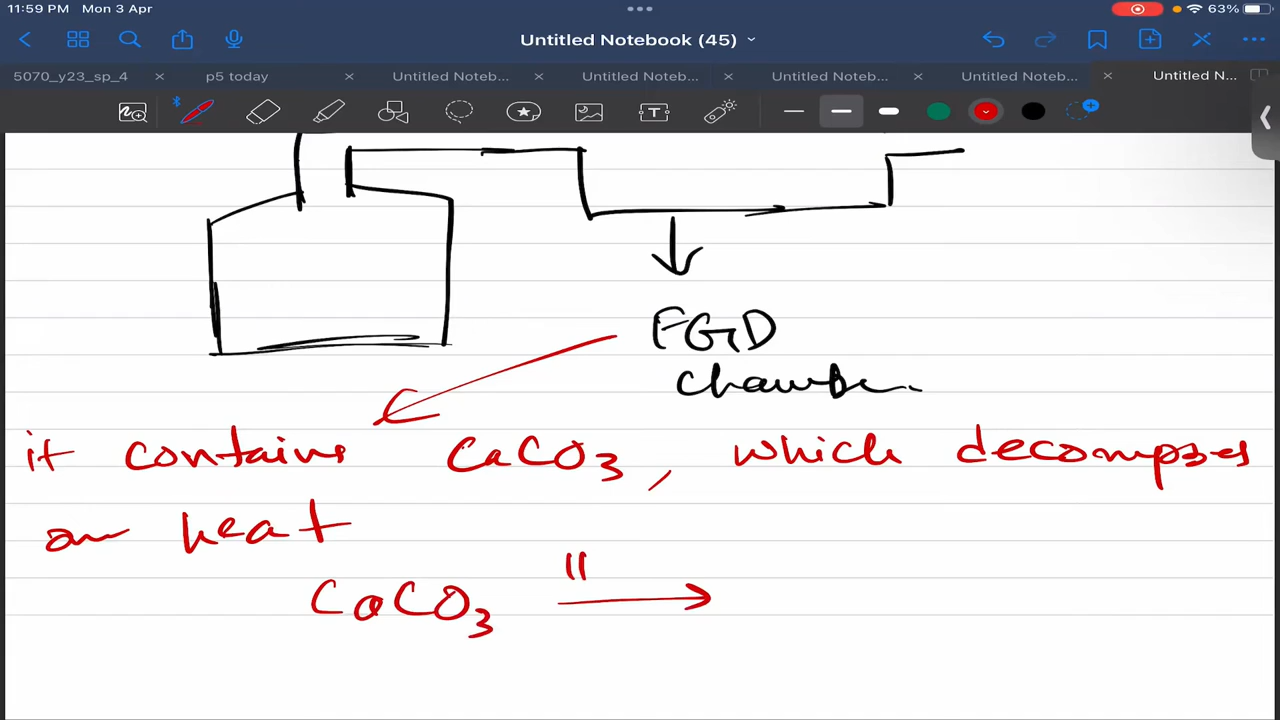 11:59 PM Mon 3 Apr
63%
Untitled Notebook (45)
5070_y23_sp_4 p5 today Untitled Noteb... Untitled Noteb... Untitled Noteb... Untitled Noteb... Untitled N...
FGD
chamber
it contains CaCO3, which decomposes
on heat
CaCO3 →